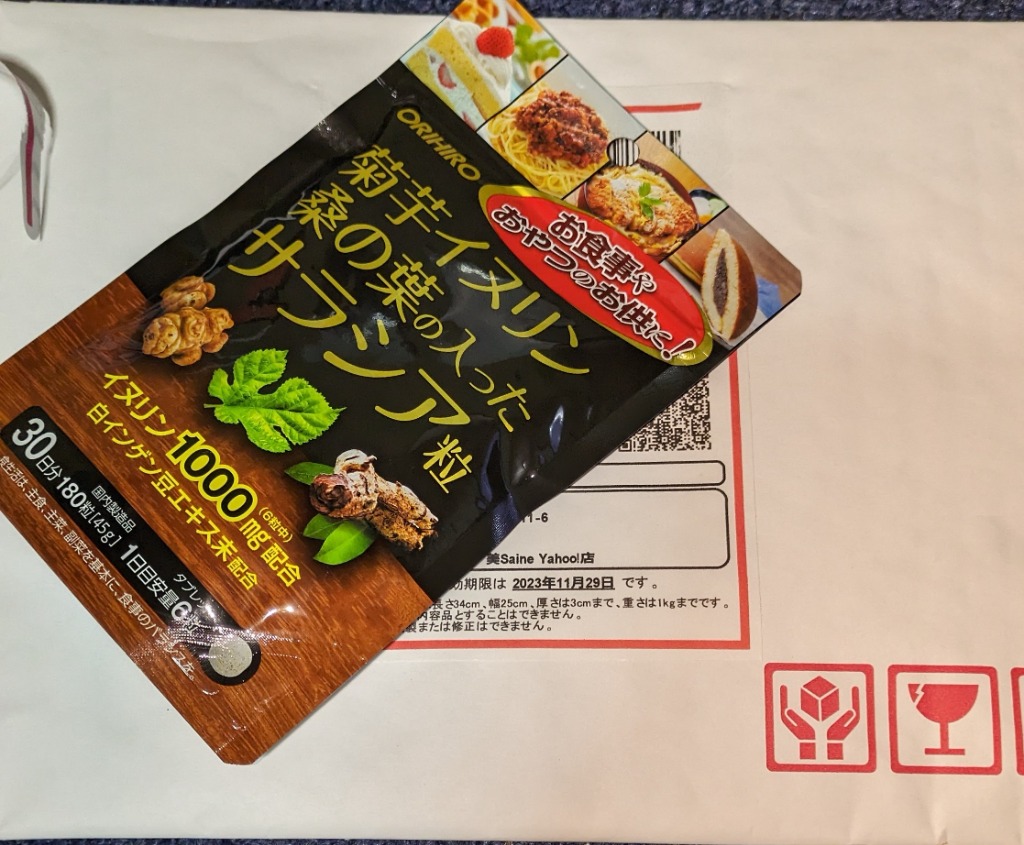 ORIHIRO
菊芋イヌリン
桑の葉の入った
サラシア粒
お食事や
おやつのお供に!
イヌリン1000mg配合
(6粒中)
白インゲン豆エキス末配合
国内製造品
30日分180粒[45g]
1日目安量6粒
タブレット
食生活は、主食、主菜、副菜を基本に、食事のバランスを。
11-6
美Saine Yahoo!店
効期限は 2023年11月29日 です。
長さ34cm、幅25cm、厚さは3cmまで、重さは1kgまでです。
内容品とすることはできません。
または修正はできません。